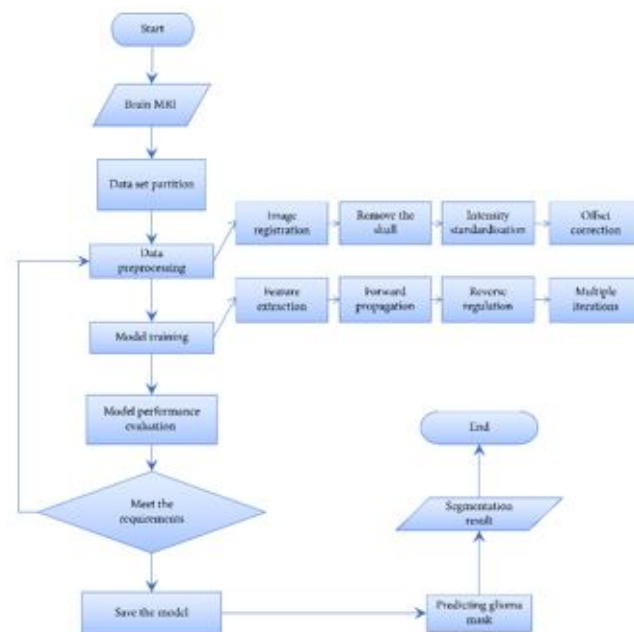 Start
Brain MRI
Data set partition
Data
preprocessing
Image
registration
Remove the
skull
Intensity
standardisation
Offset
correction
Model training
Feature
extraction
Forward
propagation
Reverse
regulation
Multiple
iterations
Model performance
evaluation
Meet the
requirements
Save the model
Predicting glioma
mask
Segmentation
result
End